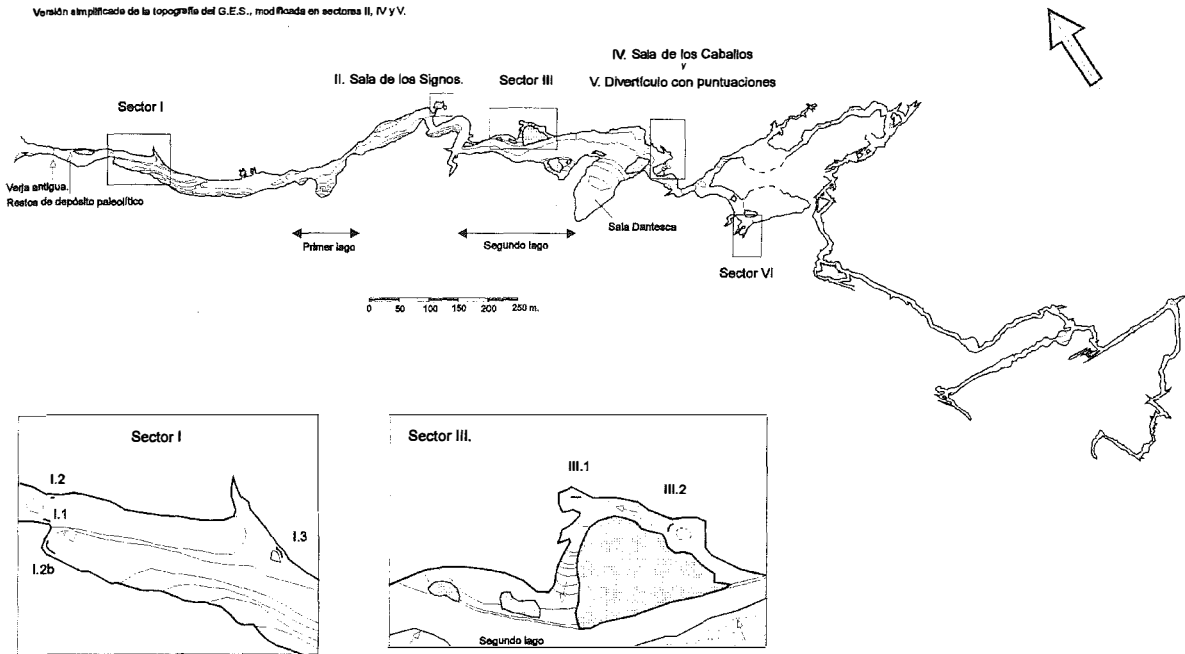 Versión simplificada de la topografía del G.E.S., modificada en sectores II, IV y V.
IV. Sala de los Caballos
y
V. Divertículo con puntuaciones
II. Sala de los Signos.
Sector III
Sector I
Verja antigua.
Restos de depósito paleolítico
Primer lago
Segundo lago
Sala Dantesca
Sector VI
0 50 100 150 200 250 m.
Sector I
I.2
I.1
I.3
I.2b
Sector III.
III.1
III.2
Segundo lago